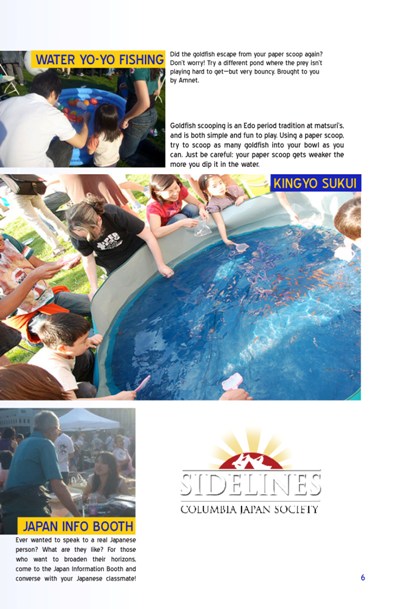 WATER YO-YO FISHING
Did the goldfish escape from your paper scoop again?
Don't worry! Try a different pond where the prey isn't
playing hard to get—but very bouncy. Brought to you
by Amnet.
Goldfish scooping is an Edo period tradition at matsuri's,
and is both simple and fun to play. Using a paper scoop,
try to scoop as many goldfish into your bowl as you
can. Just be careful: your paper scoop gets weaker the
more you dip it in the water.
KINGYO SUKUI
SIDELINES
COLUMBIA JAPAN SOCIETY
JAPAN INFO BOOTH
Ever wanted to speak to a real Japanese
person? What are they like? For those
who want to broaden their horizons,
come to the Japan Information Booth and
converse with your Japanese classmate!
6